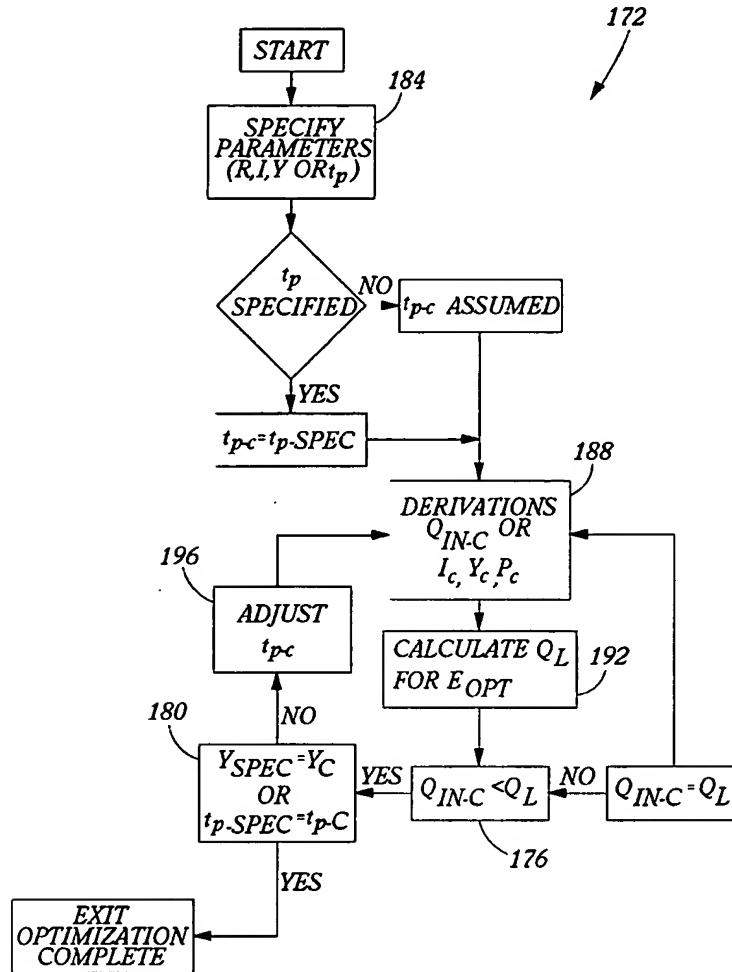 172
START
184
SPECIFY
PARAMETERS
(R,I,Y OR t_p)
t_p
SPECIFIED
NO
t_p-c ASSUMED
YES
t_p-c = t_p-SPEC
188
DERIVATIONS
Q_IN-C OR
I_c, Y_c, P_c
196
ADJUST
t_p-c
CALCULATE Q_L
FOR E_OPT
192
NO
180
Y_SPEC = Y_C
OR
t_p-SPEC = t_p-C
YES
Q_IN-C < Q_L
NO
Q_IN-C = Q_L
176
YES
EXIT
OPTIMIZATION
COMPLETE